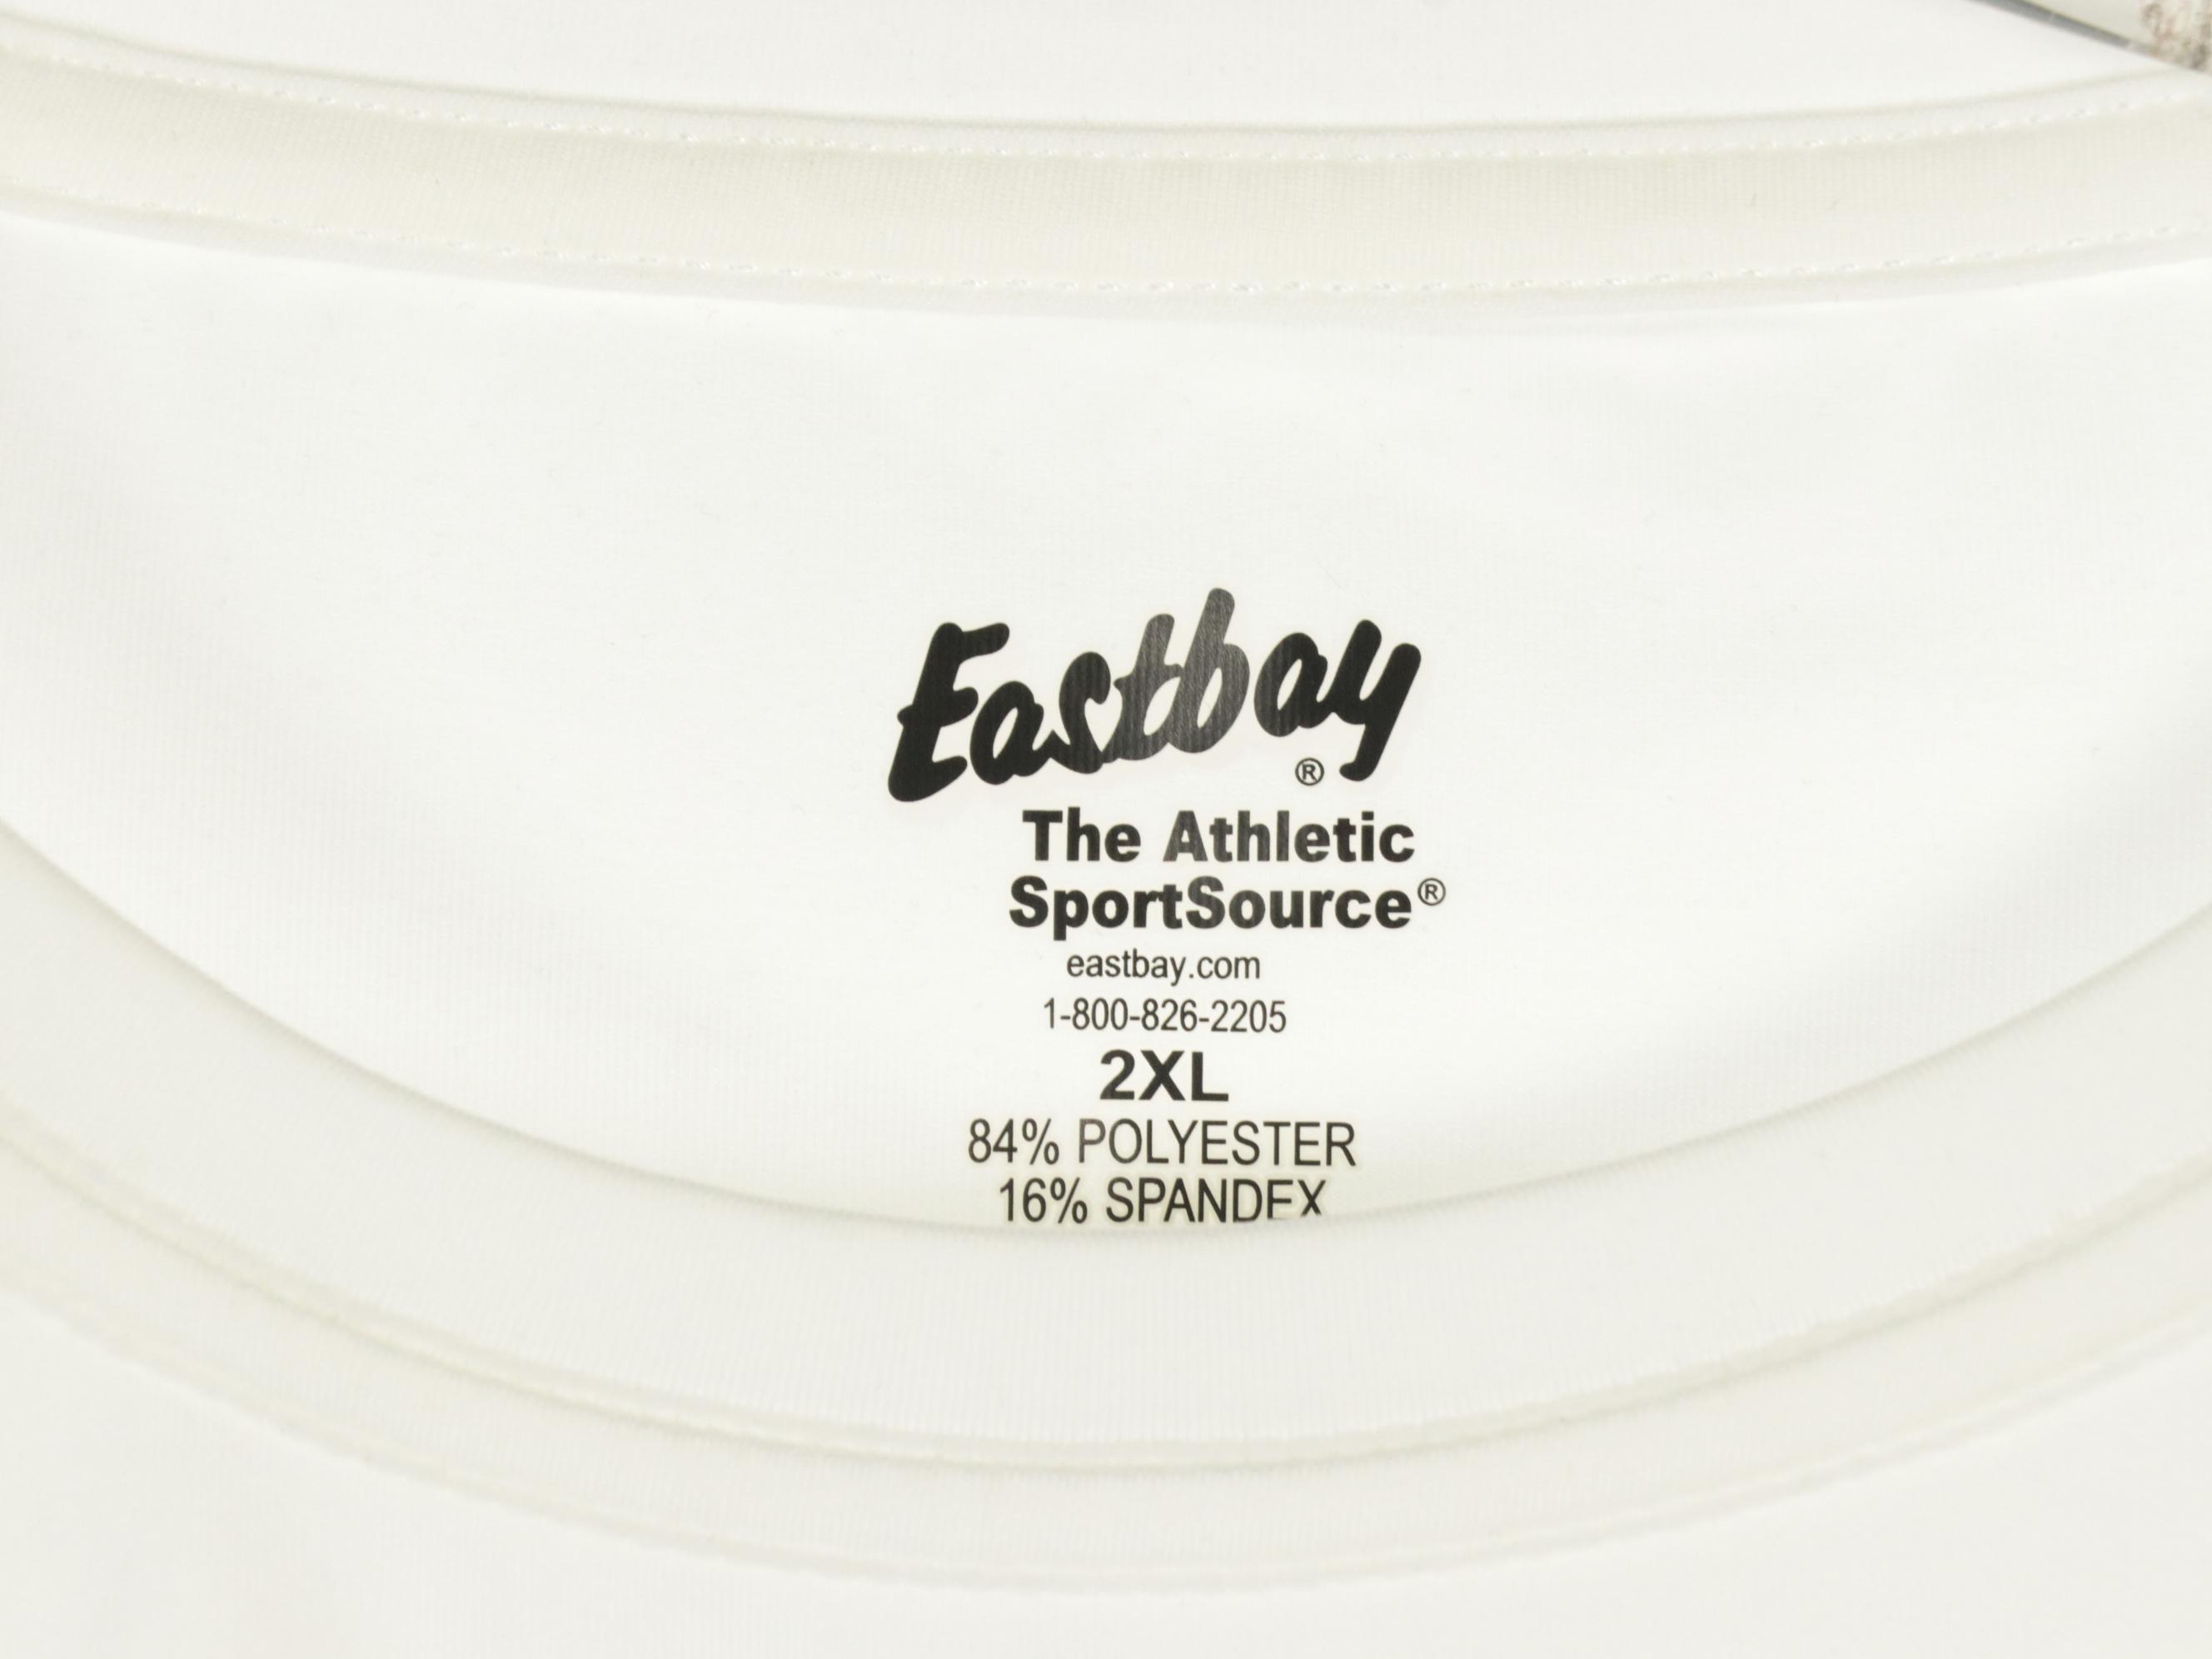 Eastbay®
The Athletic
SportSource®
eastbay.com
1-800-826-2205
2XL
84% POLYESTER
16% SPANDEX